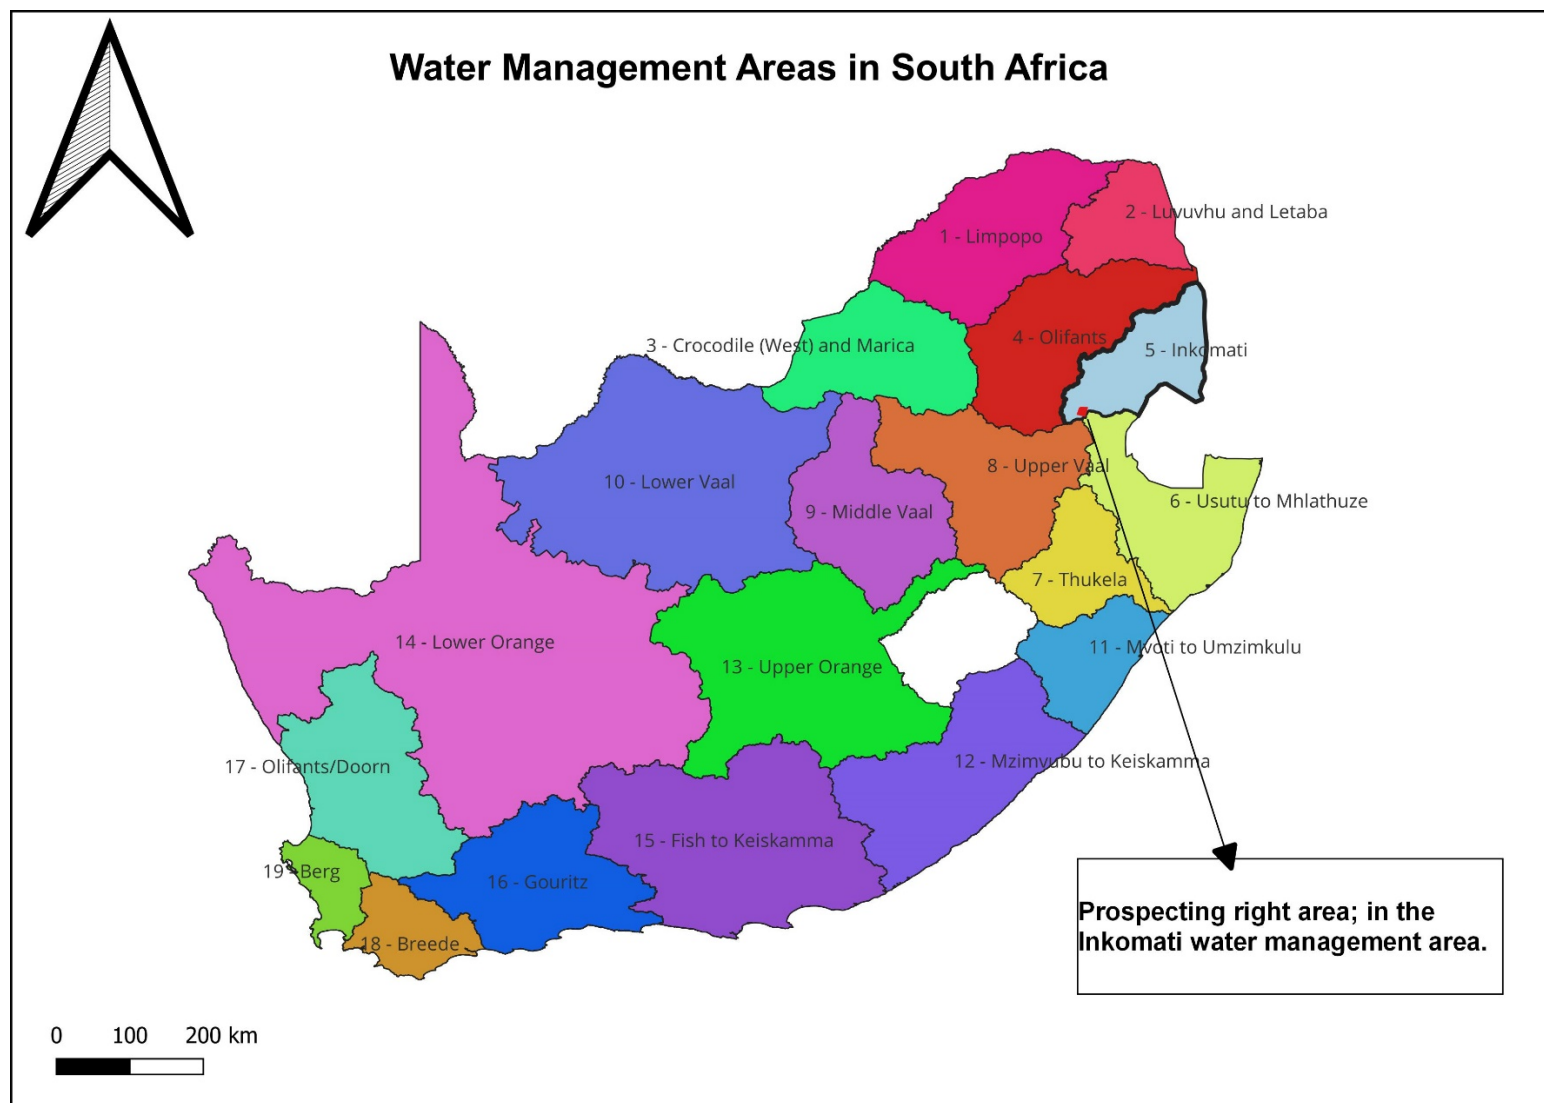 Water Management Areas in South Africa
2 - Luvuvhu and Letaba
1 - Limpopo
4 - Olifants
3 - Crocodile (West) and Marica
5 - Inkomati
8 - Upper Vaal
10 - Lower Vaal
6 - Usutu to Mhlathuze
9 - Middle Vaal
7 - Thukela
14 - Lower Orange
11 - Mvoti to Umzimkulu
13 - Upper Orange
12 - Mzimvubu to Keiskamma
17 - Olifants/Doorn
15 - Fish to Keiskamma
19 - Berg
16 - Gouritz
18 - Breede
Prospecting right area; in the
Inkomati water management area.
0 100 200 km